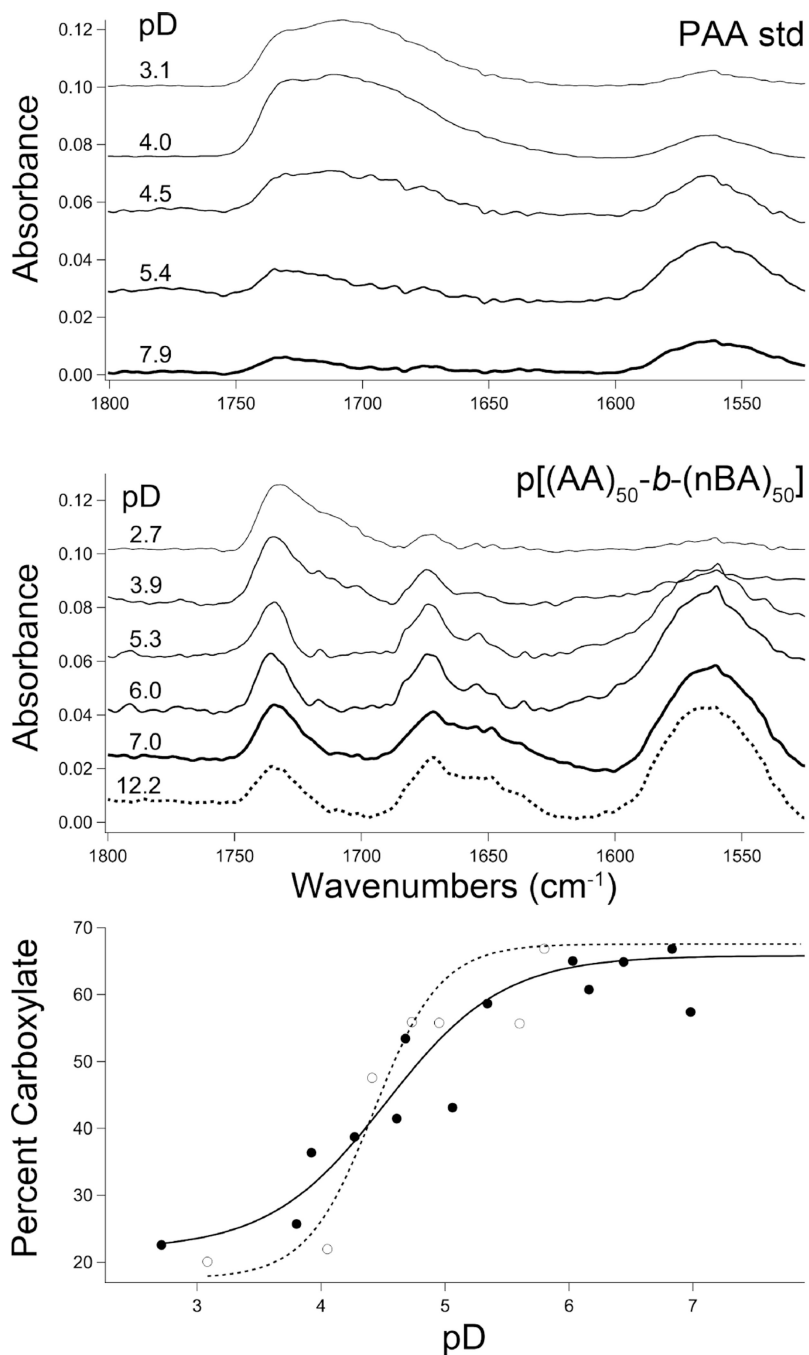 pD
PAA std
0.12
3.1
0.10
4.0
0.08
4.5
0.06
5.4
0.04
0.02
7.9
0.00
Absorbance
1800 1750 1700 1650 1600 1550
pD
p[(AA)50-b-(nBA)50]
0.12
2.7
0.10
3.9
0.08
5.3
0.06
6.0
0.04
7.0
0.02
12.2
0.00
Absorbance
1800 1750 1700 1650 1600 1550
Wavenumbers (cm-1)
70
60
50
40
30
20
Percent Carboxylate
3 4 5 6 7
pD